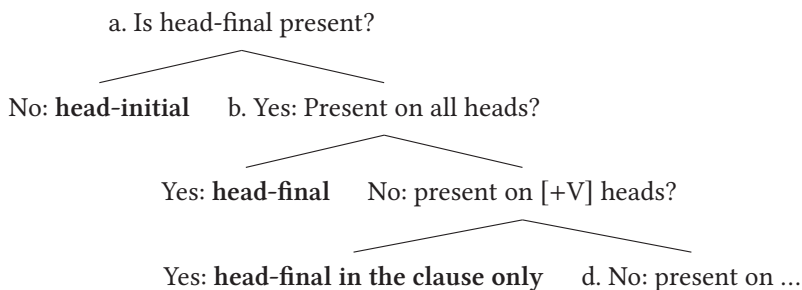 a. Is head-final present?
No: head-initial b. Yes: Present on all heads?
Yes: head-final No: present on [+V] heads?
Yes: head-final in the clause only d. No: present on …